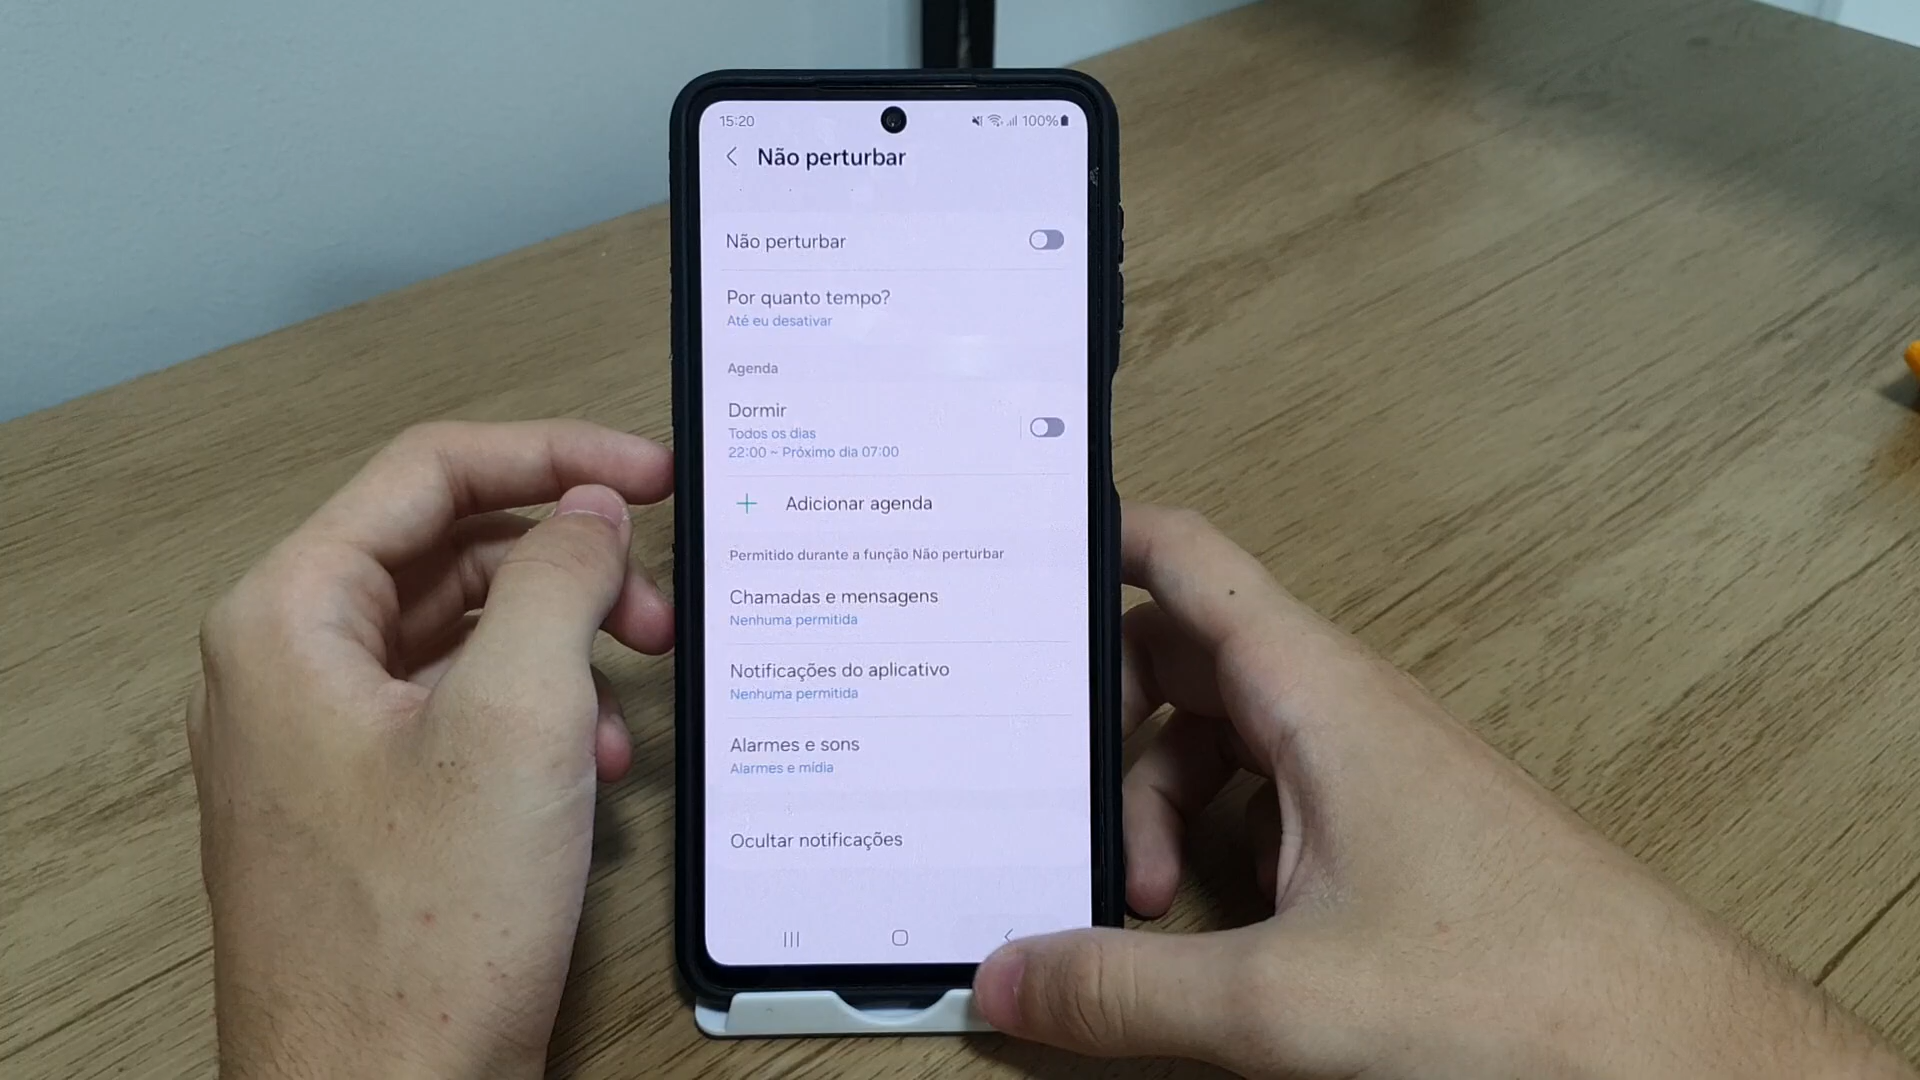 15:20
100%
Não perturbar
Não perturbar
Por quanto tempo?
Até eu desativar
Agenda
Dormir
Todos os dias
22:00 ~ Próximo dia 07:00
Adicionar agenda
Permitido durante a função Não perturbar
Chamadas e mensagens
Nenhuma permitida
Notificações do aplicativo
Nenhuma permitida
Alarmes e sons
Alarmes e mídia
Ocultar notificações